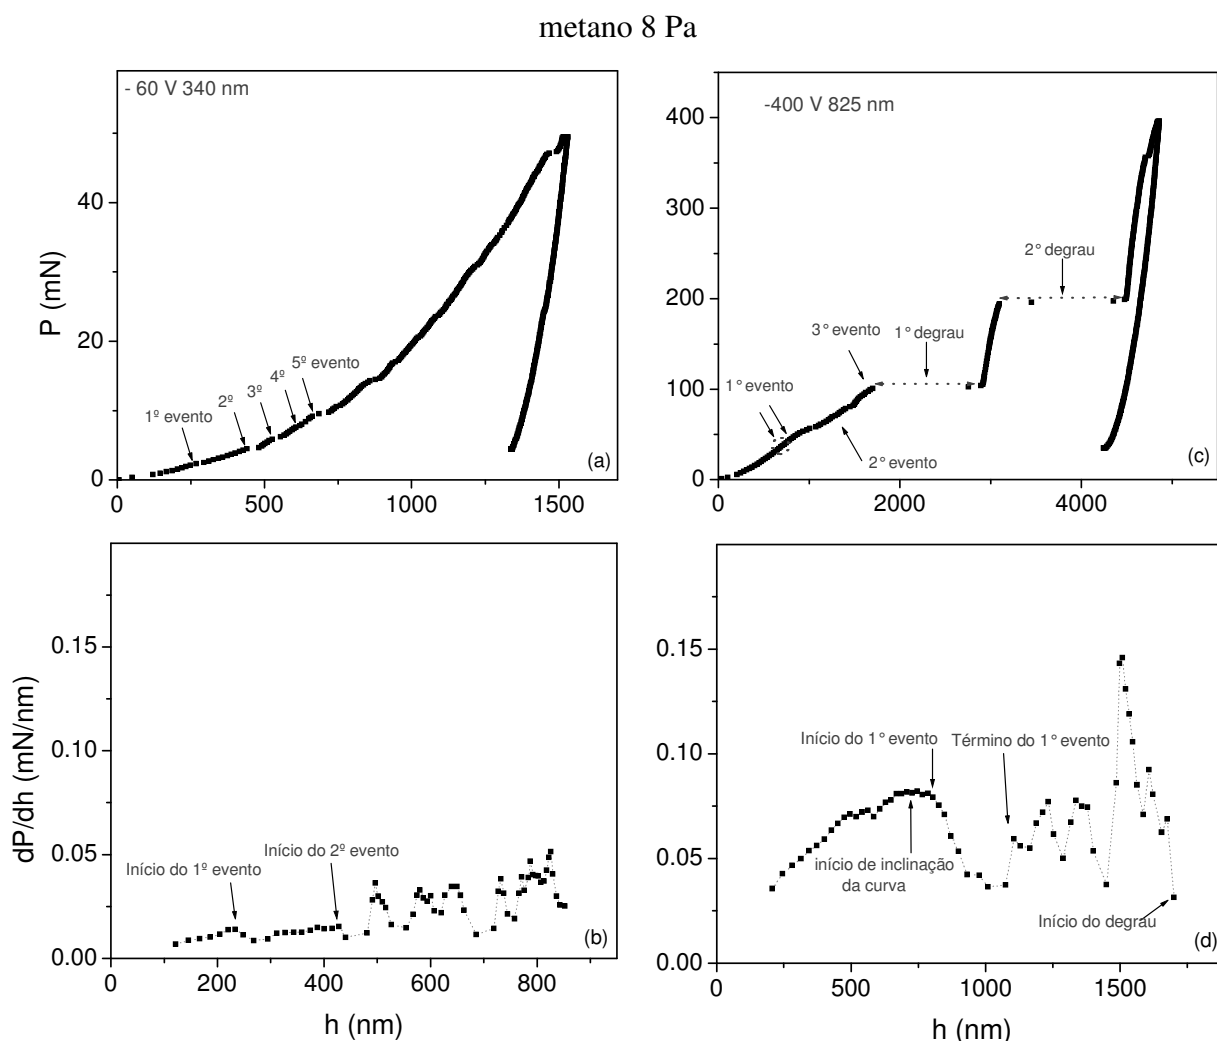 metano 8 Pa
- 60 V 340 nm
P (mN)
40
20
0
1º evento
2º
3º
4º
5º evento
(a)
0
500
1000
1500
-400 V 825 nm
400
300
200
100
0
1° evento
2° evento
3° evento
1° degrau
2° degrau
(c)
0
2000
4000
dP/dh (mN/nm)
0.15
0.10
0.05
0.00
Início do 1º evento
Início do 2º evento
(b)
0
200
400
600
800
h (nm)
0.15
0.10
0.05
0.00
Início do 1° evento
Término do 1° evento
início de inclinação
da curva
Início do degrau
(d)
0
500
1000
1500
h (nm)